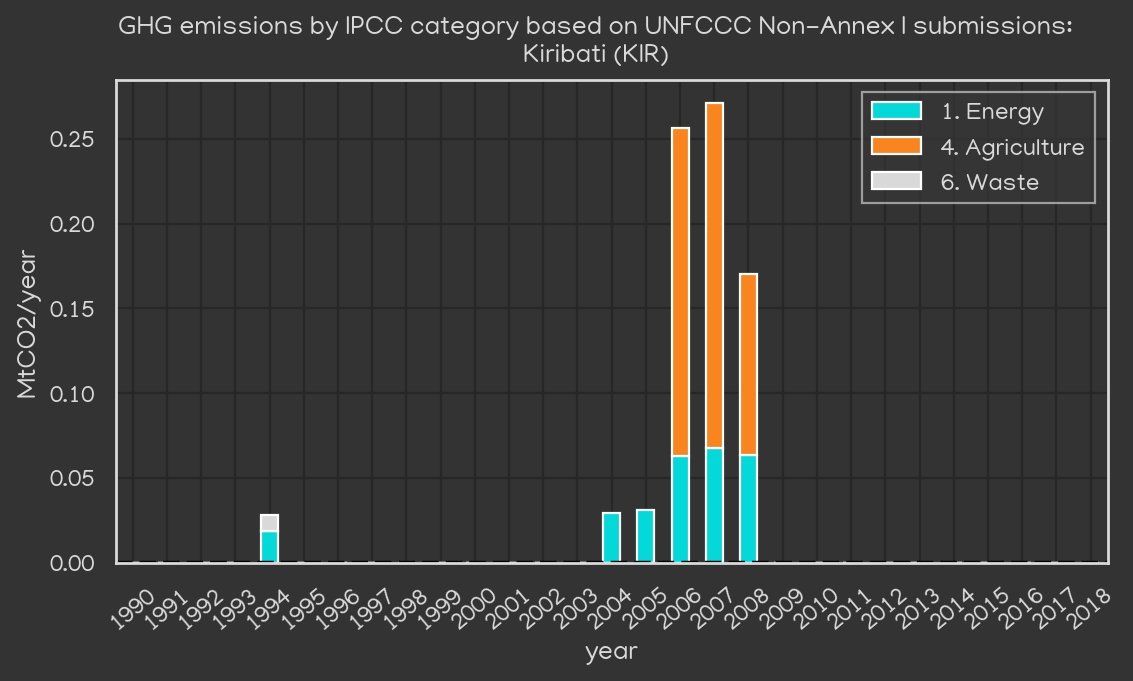 GHG emissions by IPCC category based on UNFCCC Non-Annex I submissions:
Kiribati (KIR)
1. Energy
4. Agriculture
6. Waste
MtCO2/year
0.25
0.20
0.15
0.10
0.05
0.00
1990 1991 1992 1993 1994 1995 1996 1997 1998 1999 2000 2001 2002 2003 2004 2005 2006 2007 2008 2009 2010 2011 2012 2013 2014 2015 2016 2017 2018
year